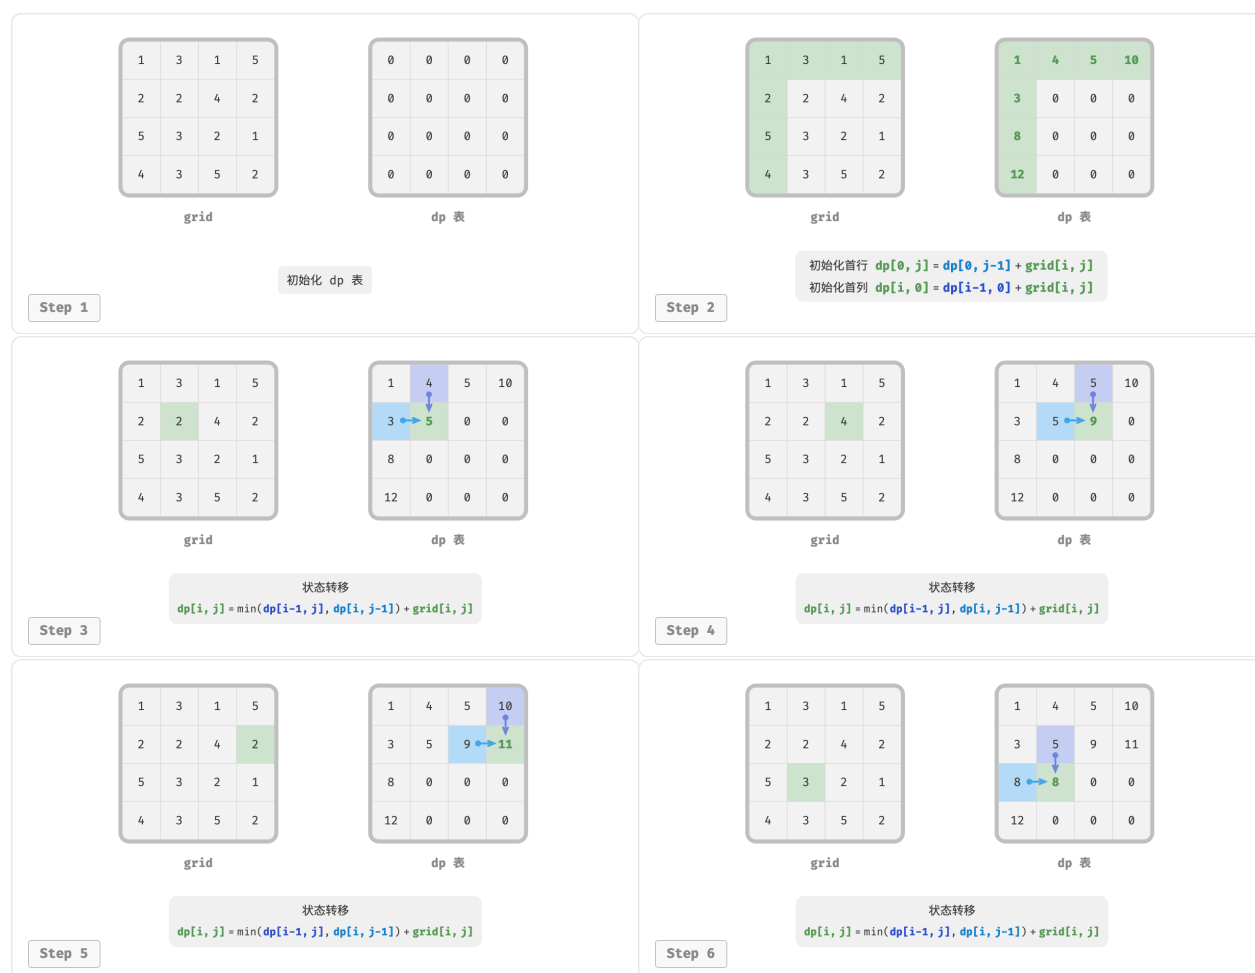 1 3 1 5
2 2 4 2
5 3 2 1
4 3 5 2
grid
0 0 0 0
0 0 0 0
0 0 0 0
0 0 0 0
dp 表
初始化 dp 表
Step 1
1 3 1 5
2 2 4 2
5 3 2 1
4 3 5 2
grid
1 4 5 10
3 0 0 0
8 0 0 0
12 0 0 0
dp 表
初始化首行 dp[0, j] = dp[0, j-1] + grid[i, j]
初始化首列 dp[i, 0] = dp[i-1, 0] + grid[i, j]
Step 2
1 3 1 5
2 2 4 2
5 3 2 1
4 3 5 2
grid
1 4 5 10
3 5 0 0
8 0 0 0
12 0 0 0
dp 表
状态转移
dp[i, j] = min(dp[i-1, j], dp[i, j-1]) + grid[i, j]
Step 3
1 3 1 5
2 2 4 2
5 3 2 1
4 3 5 2
grid
1 4 5 10
3 5 9 0
8 0 0 0
12 0 0 0
dp 表
状态转移
dp[i, j] = min(dp[i-1, j], dp[i, j-1]) + grid[i, j]
Step 4
1 3 1 5
2 2 4 2
5 3 2 1
4 3 5 2
grid
1 4 5 10
3 5 9 11
8 0 0 0
12 0 0 0
dp 表
状态转移
dp[i, j] = min(dp[i-1, j], dp[i, j-1]) + grid[i, j]
Step 5
1 3 1 5
2 2 4 2
5 3 2 1
4 3 5 2
grid
1 4 5 10
3 5 9 11
8 8 0 0
12 0 0 0
dp 表
状态转移
dp[i, j] = min(dp[i-1, j], dp[i, j-1]) + grid[i, j]
Step 6